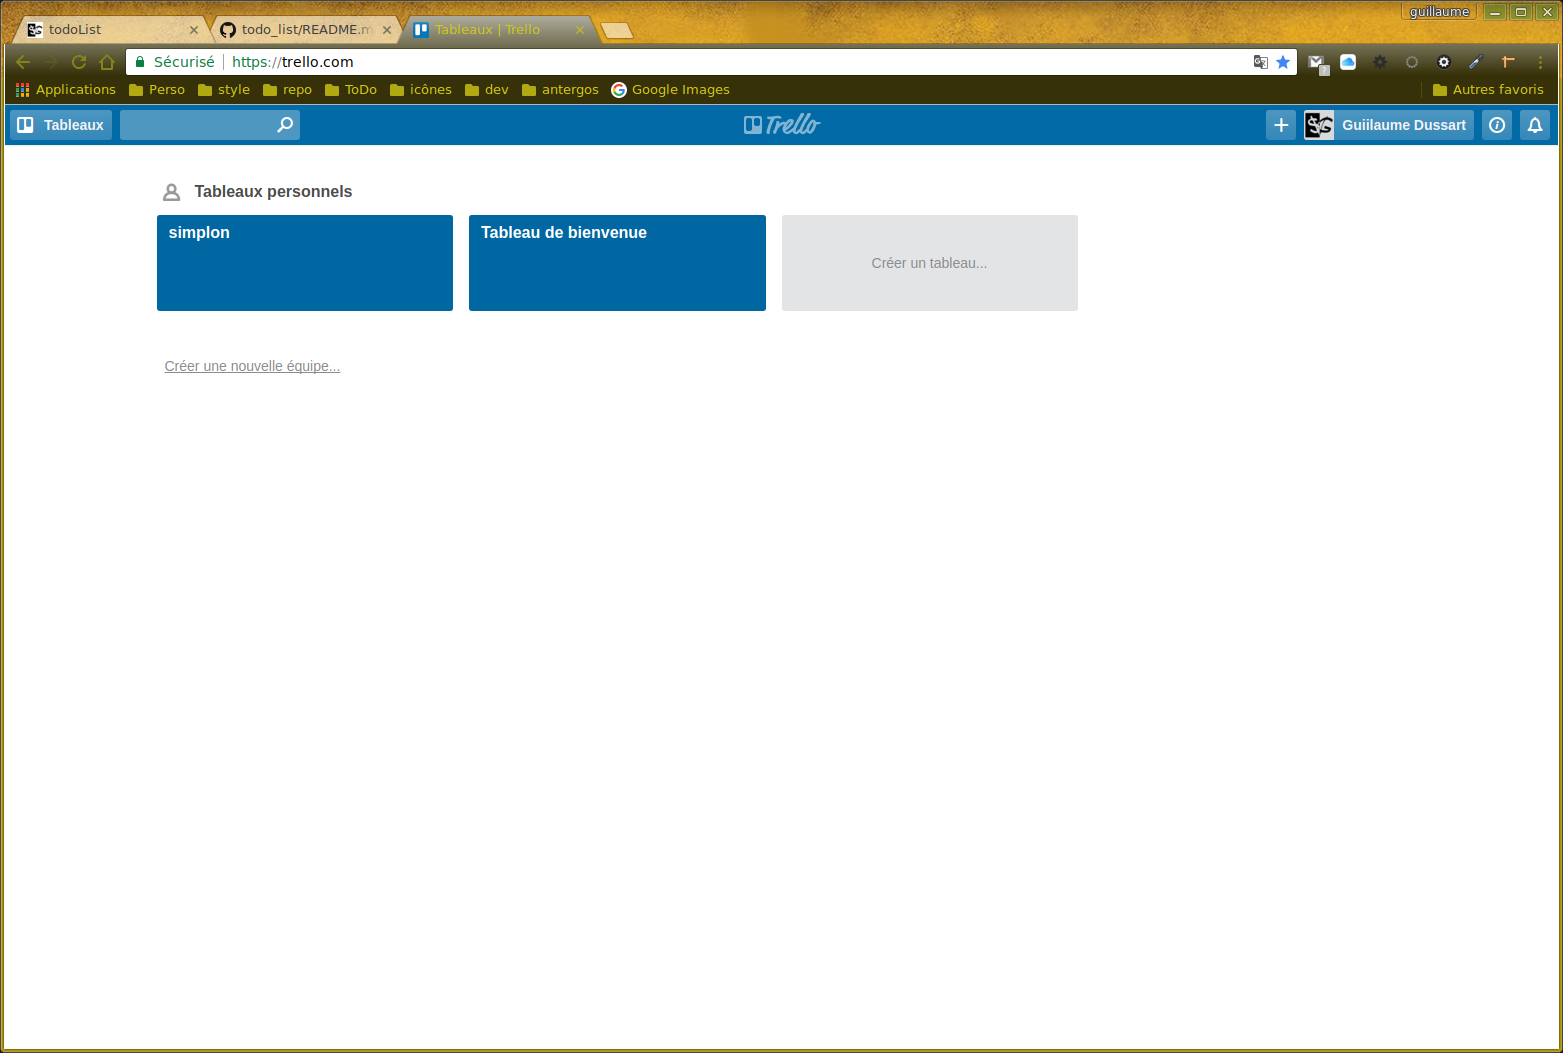 guillaume
todoList
todo_list/README.m
Tableaux | Trello
Sécurisé https://trello.com
Applications Perso style repo ToDo icônes dev antergos Google Images Autres favoris
Tableaux Trello Guiilaume Dussart
Tableaux personnels
simplon Tableau de bienvenue
Créer un tableau...
Créer une nouvelle équipe...